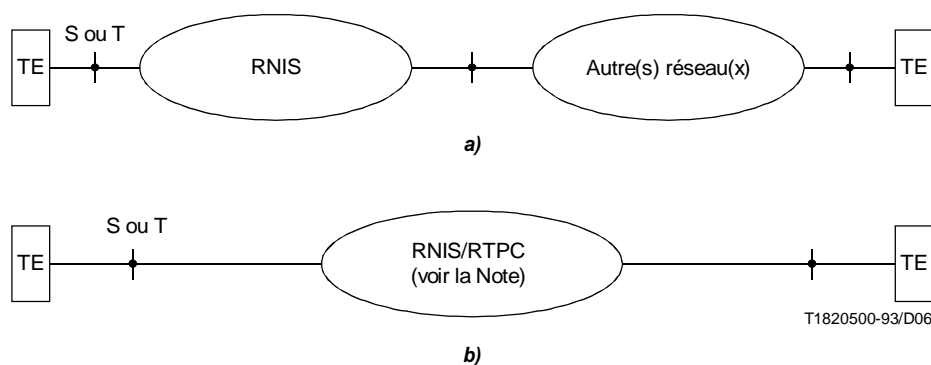 S ou T
TE
RNIS
Autre(s) réseau(x)
TE
a)
S ou T
TE
RNIS/RTPC
(voir la Note)
TE
T1820500-93/D06
b)